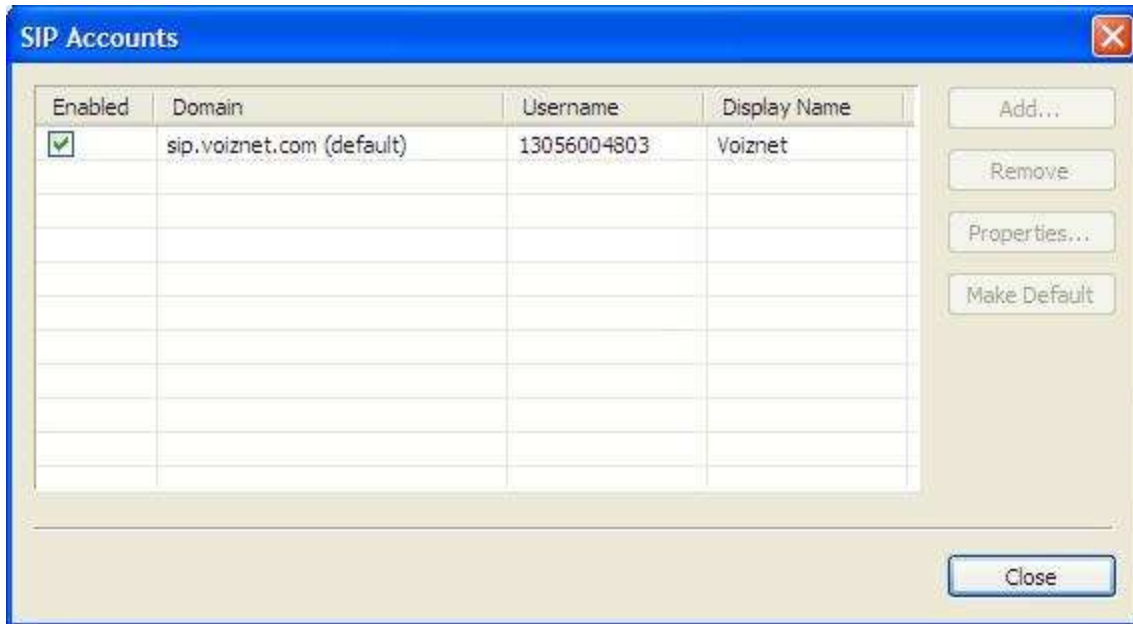 SIP Accounts
Enabled Domain Username Display Name
sip.voiznet.com (default) 13056004803 Voiznet
Add...
Remove
Properties...
Make Default
Close